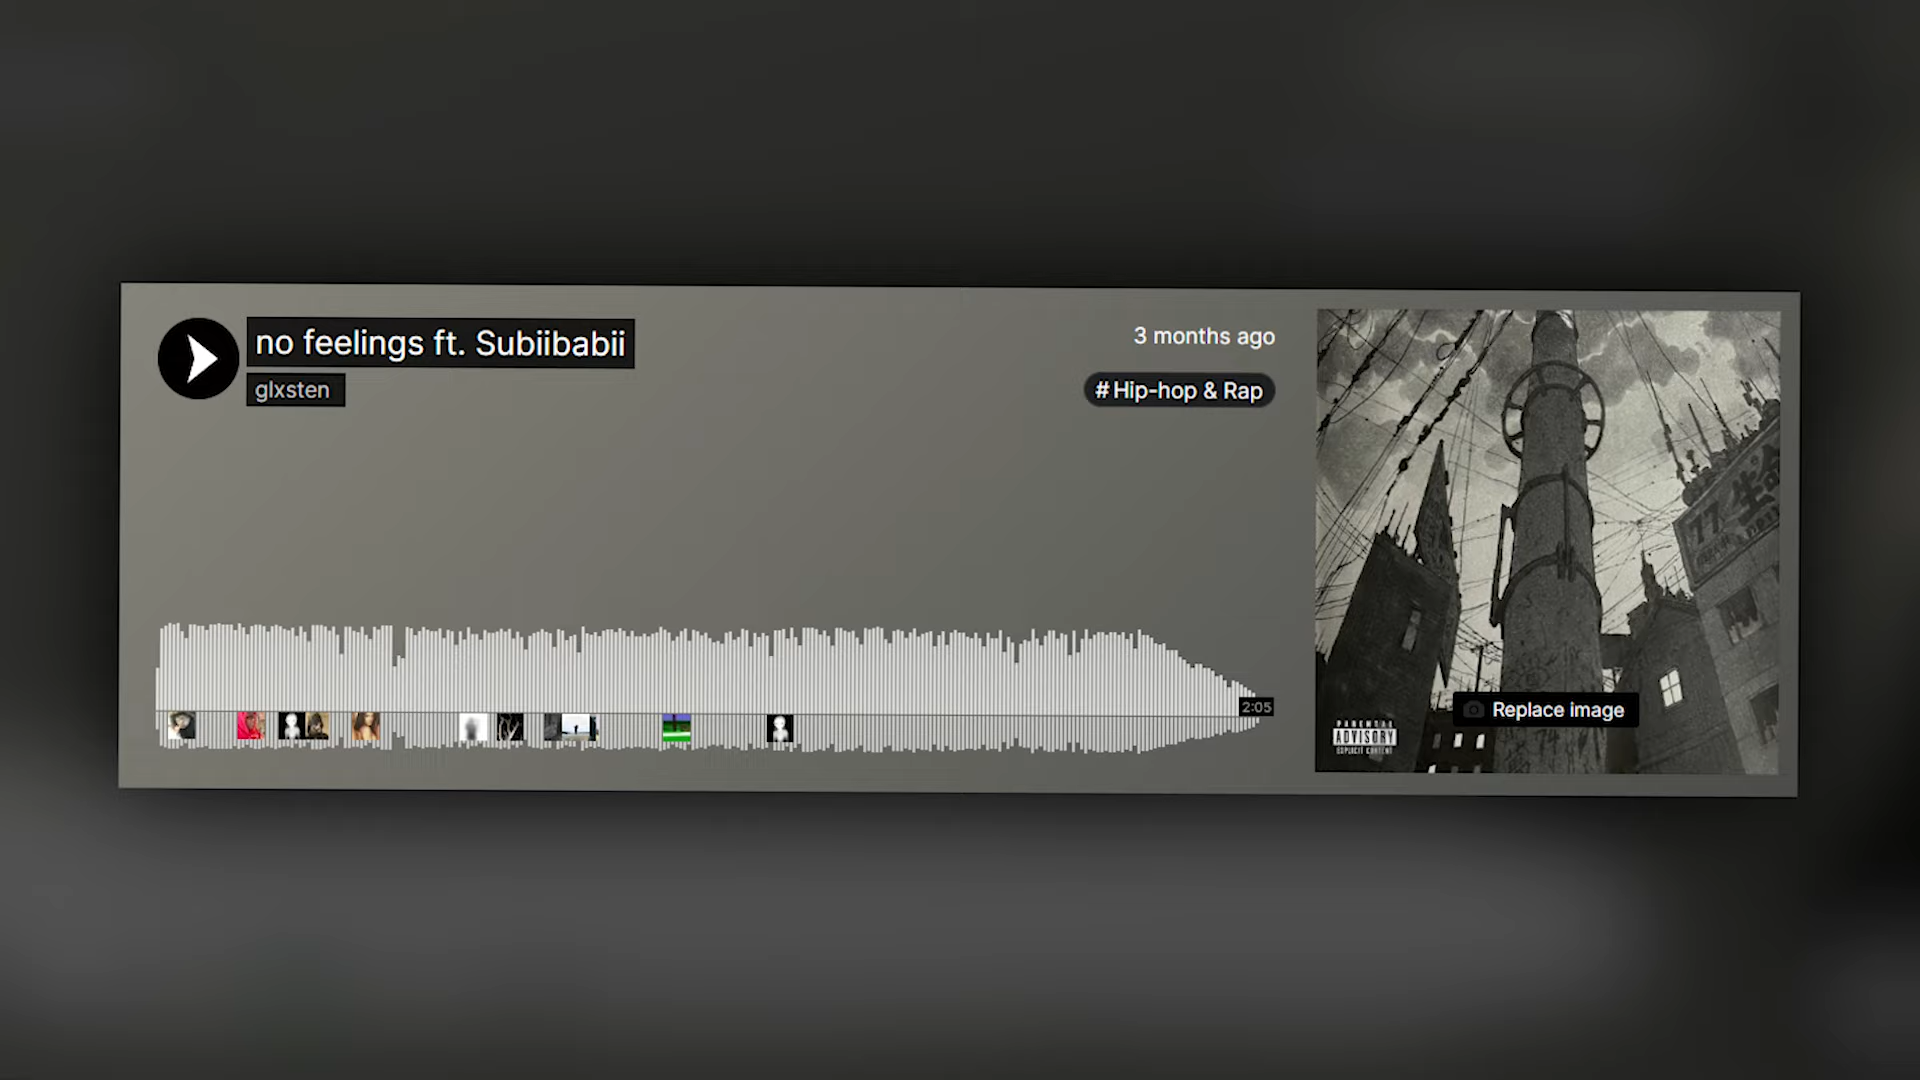 no feelings ft. Subiibabii
glxsten
3 months ago
# Hip-hop & Rap
2:05
77
Replace image
PARENTAL
ADVISORY
EXPLICIT CONTENT